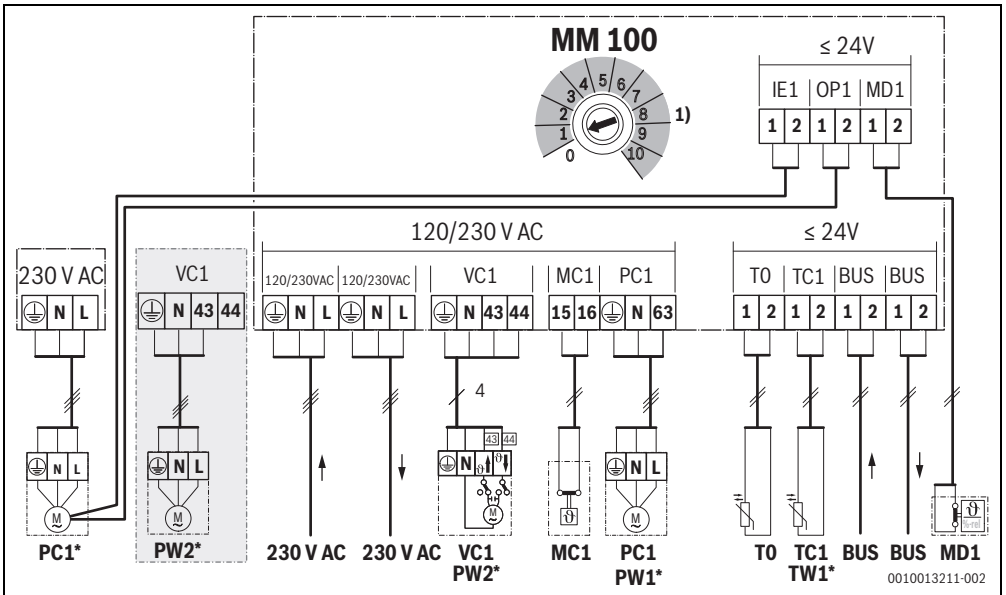 MM 100
≤ 24V
IE1 OP1 MD1
1 2 1 2 1 2
0 1 2 3 4 5 6 7 8 9 10
1)
120/230 V AC
≤ 24V
230 V AC
VC1
120/230VAC 120/230VAC VC1 MC1 PC1
T0 TC1 BUS BUS
N L
N 43 44
N L N L N 43 44 15 16 N 63
1 2 1 2 1 2 1 2
4
43 44
N L
N L
N ϑ ϑ
N L
M ~
M ~
M ~
ϑ
M ~
ϑ
%-rel
PC1*
PW2*
230 V AC
230 V AC
VC1
PW2*
MC1
PC1
PW1*
T0
TC1
TW1*
BUS
BUS
MD1
0010013211-002